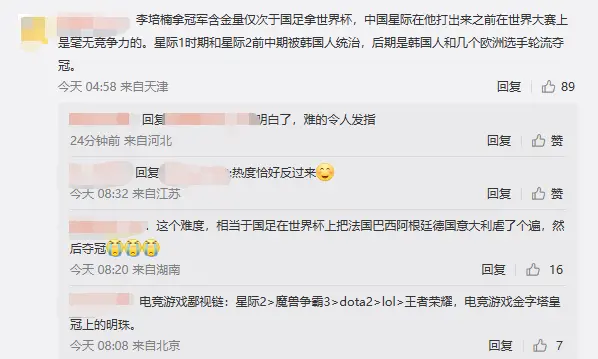 李培楠拿冠军含金量仅次于国足拿世界杯，中国星际在他打出来之前在世界大赛上
是毫无竞争力的。星际1时期和星际2前中期被韩国人统治，后期是韩国人和几个欧洲选手轮流夺
冠。
今天 04:58 来自天津 回复 89
回复 明白了，难的令人发指
24分钟前 来自河北 回复 赞
回复 :热度恰好反过来😊
今天 08:32 来自江苏 回复 赞
：这个难度，相当于国足在世界杯上把法国巴西阿根廷德国意大利虐了个遍，然
后夺冠😭😭😭
今天 08:20 来自湖南 回复 16
：电竞游戏鄙视链：星际2>魔兽争霸3>dota2>lol>王者荣耀，电竞游戏金字塔皇
冠上的明珠。
今天 08:08 来自北京 回复 7